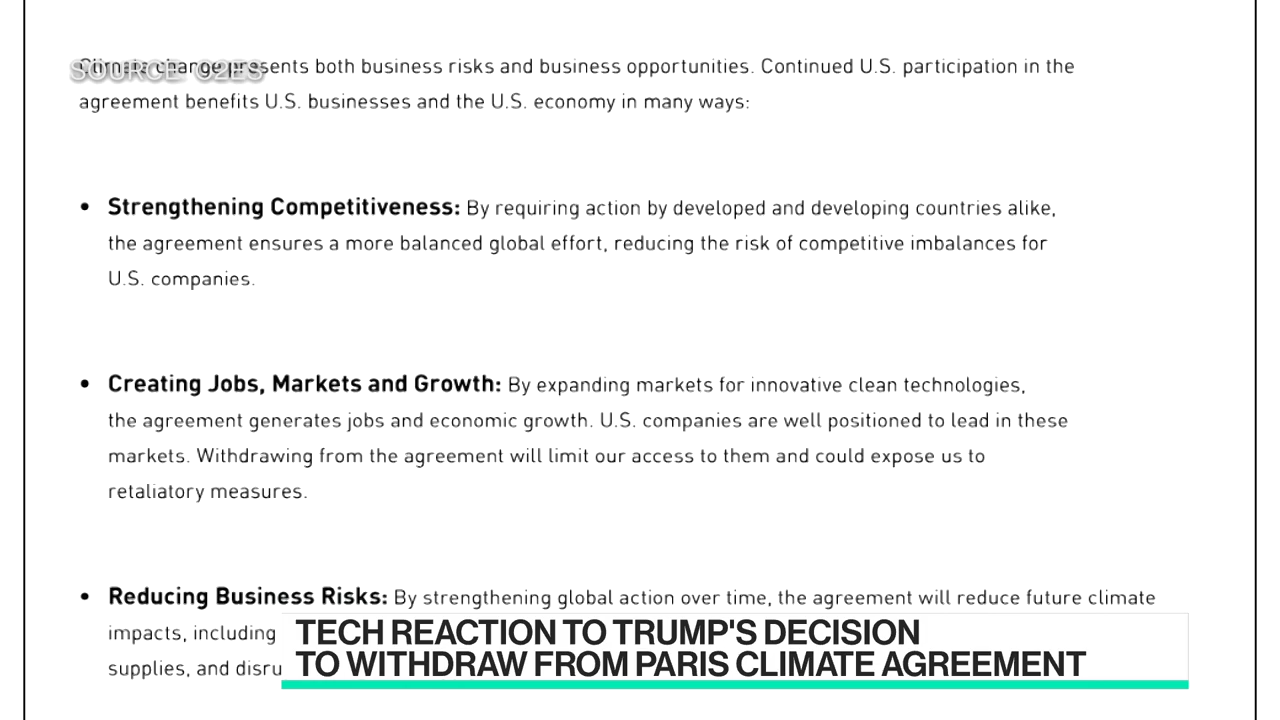 SOURCE: C2ES
Climate change presents both business risks and business opportunities. Continued U.S. participation in the
agreement benefits U.S. businesses and the U.S. economy in many ways:
• Strengthening Competitiveness: By requiring action by developed and developing countries alike,
the agreement ensures a more balanced global effort, reducing the risk of competitive imbalances for
U.S. companies.
• Creating Jobs, Markets and Growth: By expanding markets for innovative clean technologies,
the agreement generates jobs and economic growth. U.S. companies are well positioned to lead in these
markets. Withdrawing from the agreement will limit our access to them and could expose us to
retaliatory measures.
• Reducing Business Risks: By strengthening global action over time, the agreement will reduce future climate
impacts, including
supplies, and disru
TECH REACTION TO TRUMP'S DECISION
TO WITHDRAW FROM PARIS CLIMATE AGREEMENT